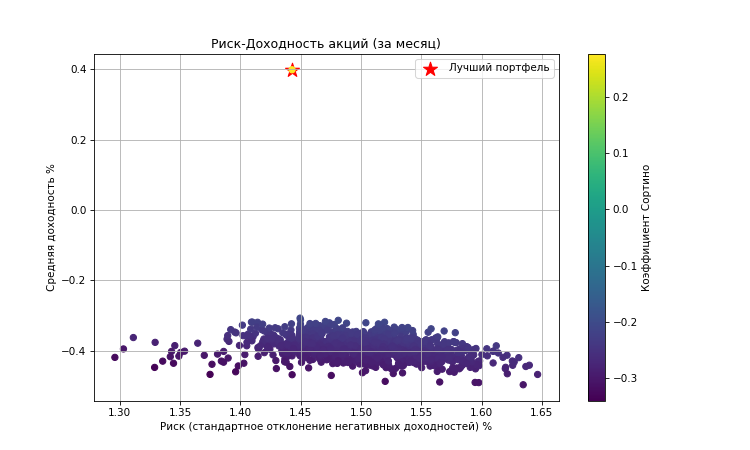 Риск-Доходность акций (за месяц)
Лучший портфель
Средняя доходность %
0.4
0.2
0.0
−0.2
−0.4
1.30 1.35 1.40 1.45 1.50 1.55 1.60 1.65
Риск (стандартное отклонение негативных доходностей) %
0.2
0.1
0.0
−0.1
−0.2
−0.3
Коэффициент Сортино